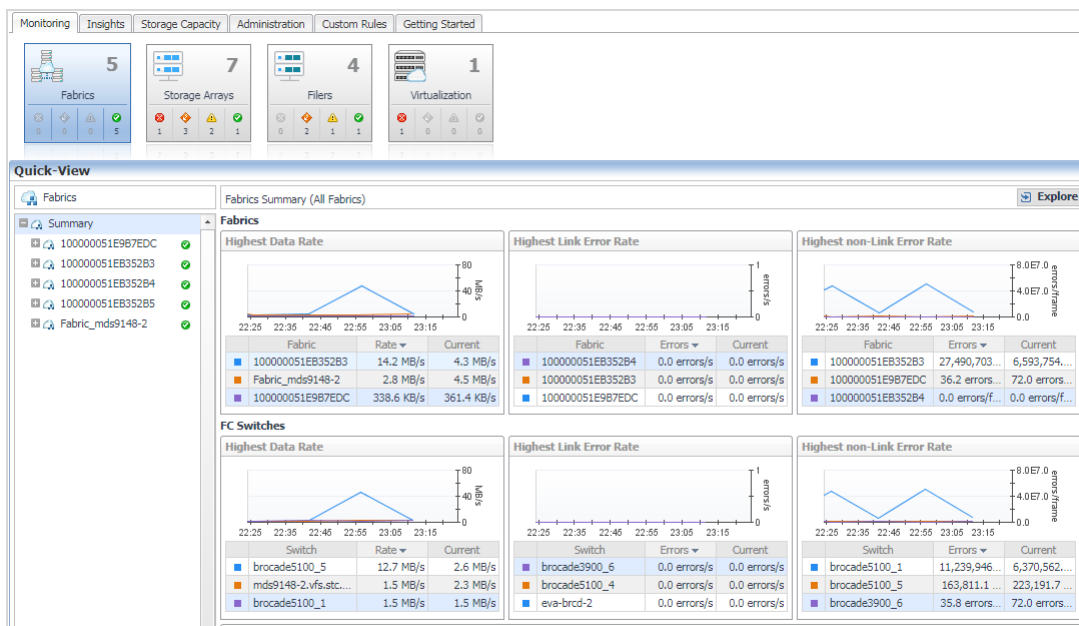 Monitoring Insights Storage Capacity Administration Custom Rules Getting Started
5 7 4 1
Fabrics Storage Arrays Filers Virtualization
0 0 0 5 1 3 2 1 0 2 1 1 1 0 0 0
Quick-View
Fabrics
Summary
100000051E9B7EDC
100000051EB352B3
100000051EB352B4
100000051EB352B5
Fabric_mds9148-2
Fabrics Summary (All Fabrics) Explore
Fabrics
Highest Data Rate
80
40
0
MB/s
22:25 22:35 22:45 22:55 23:05 23:15
Fabric Rate Current
100000051EB352B3 14.2 MB/s 4.3 MB/s
Fabric_mds9148-2 2.8 MB/s 4.5 MB/s
100000051E9B7EDC 338.6 KB/s 361.4 KB/s
Highest Link Error Rate
1
0
errors/s
22:25 22:35 22:45 22:55 23:05 23:15
Fabric Errors Current
100000051EB352B4 0.0 errors/s 0.0 errors/s
100000051EB352B3 0.0 errors/s 0.0 errors/s
100000051E9B7EDC 0.0 errors/s 0.0 errors/s
Highest non-Link Error Rate
8.0E7.0
4.0E7.0
0.0
errors/frame
22:25 22:35 22:45 22:55 23:05 23:15
Fabric Errors Current
100000051EB352B3 27,490,703... 6,593,754....
100000051E9B7EDC 36.2 errors... 72.0 errors...
100000051EB352B4 0.0 errors/f... 0.0 errors/f...
FC Switches
Highest Data Rate
80
40
0
MB/s
22:25 22:35 22:45 22:55 23:05 23:15
Switch Rate Current
brocade5100_5 12.7 MB/s 2.6 MB/s
mds9148-2.vfs.stc.... 1.5 MB/s 2.3 MB/s
brocade5100_1 1.5 MB/s 1.5 MB/s
Highest Link Error Rate
1
0
errors/s
22:25 22:35 22:45 22:55 23:05 23:15
Switch Errors Current
brocade3900_6 0.0 errors/s 0.0 errors/s
brocade5100_4 0.0 errors/s 0.0 errors/s
eva-brcd-2 0.0 errors/s 0.0 errors/s
Highest non-Link Error Rate
8.0E7.0
4.0E7.0
0.0
errors/frame
22:25 22:35 22:45 22:55 23:05 23:15
Switch Errors Current
brocade5100_1 11,239,946... 6,370,562....
brocade5100_5 163,811.1 ... 223,191.7 ...
brocade3900_6 35.8 errors... 72.0 errors...